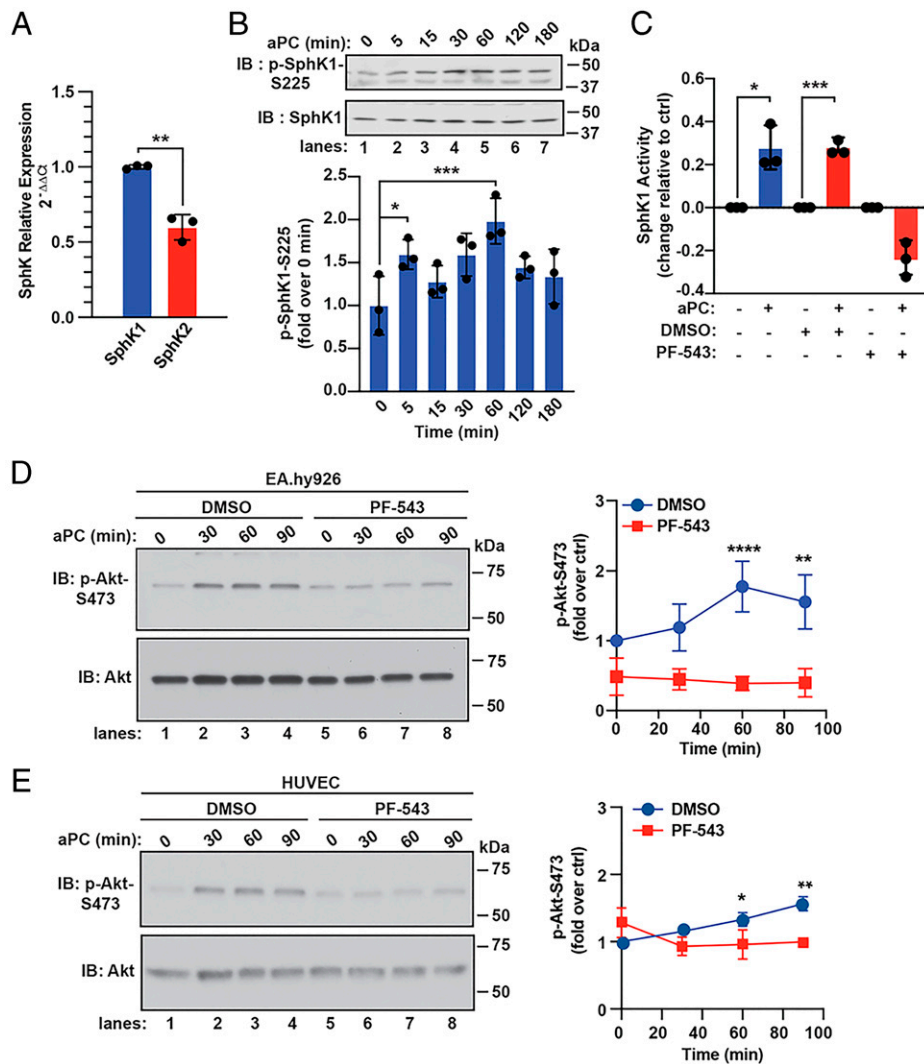 A
SphK Relative Expression
2^-ΔΔCt
1.5
1.0
0.5
0.0
**
SphK1
SphK2
B
aPC (min): 0 5 15 30 60 120 180
kDa
IB : p-SphK1-
S225
50
37
IB : SphK1
50
37
lanes: 1 2 3 4 5 6 7
p-SphK1-S225
(fold over 0 min)
2.5
2.0
1.5
1.0
0.5
0.0
*
***
0 5 15 30 60 120 180
Time (min)
C
SphK1 Activity
(change relative to ctrl)
0.6
0.4
0.2
0.0
-0.2
-0.4
*
***
aPC: - + - + - +
DMSO: - - + + - -
PF-543: - - - - + +
D
EA.hy926
DMSO PF-543
aPC (min): 0 30 60 90 0 30 60 90
kDa
IB: p-Akt-
S473
75
50
IB: Akt
75
50
lanes: 1 2 3 4 5 6 7 8
DMSO
PF-543
p-Akt-S473
(fold over ctrl)
3
2
1
0
****
**
0 20 40 60 80 100
Time (min)
E
HUVEC
DMSO PF-543
aPC (min): 0 30 60 90 0 30 60 90
kDa
IB: p-Akt-
S473
75
50
IB: Akt
75
50
lanes: 1 2 3 4 5 6 7 8
DMSO
PF-543
p-Akt-S473
(fold over ctrl)
3
2
1
0
*
**
0 20 40 60 80 100
Time (min)